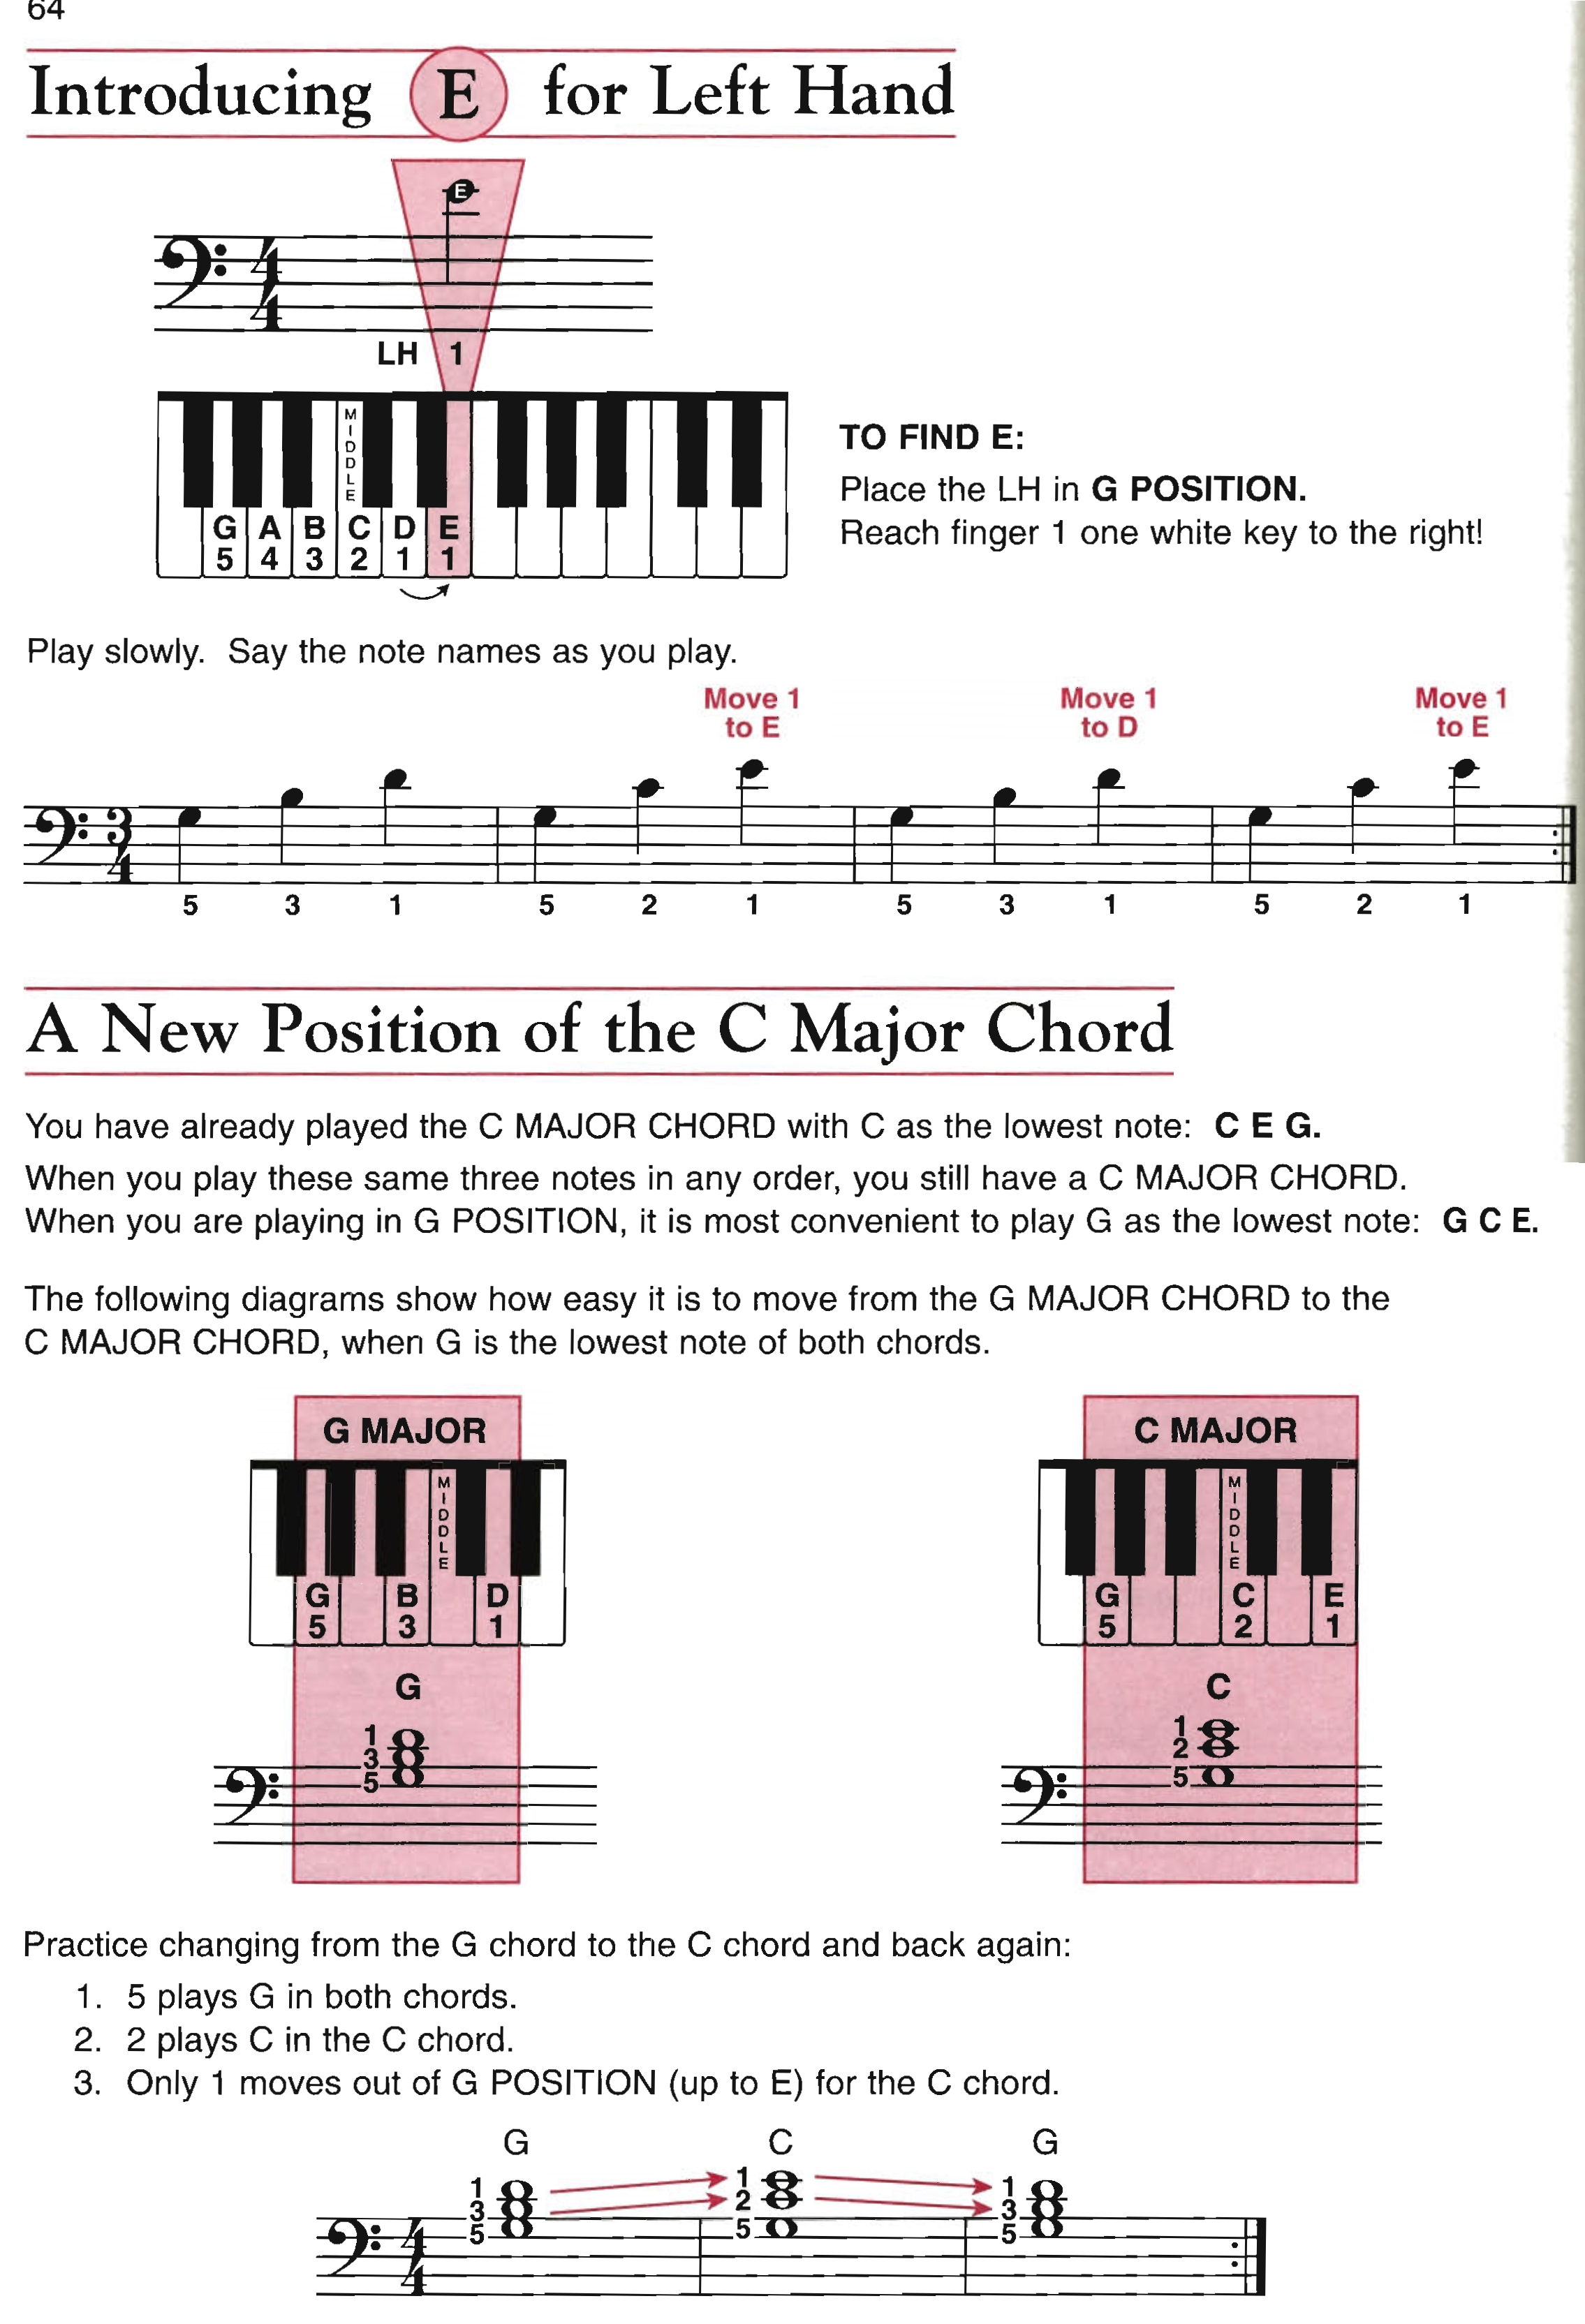 64
Introducing E for Left Hand
E
4
4
LH 1
MIDDLE
G A B C D E
5 4 3 2 1 1
TO FIND E:
Place the LH in G POSITION.
Reach finger 1 one white key to the right!
Play slowly. Say the note names as you play.
Move 1 Move 1 Move 1
to E to D to E
3
4
5 3 1 5 2 1 5 3 1 5 2 1
A New Position of the C Major Chord
You have already played the C MAJOR CHORD with C as the lowest note: C E G.
When you play these same three notes in any order, you still have a C MAJOR CHORD.
When you are playing in G POSITION, it is most convenient to play G as the lowest note: G C E.
The following diagrams show how easy it is to move from the G MAJOR CHORD to the
C MAJOR CHORD, when G is the lowest note of both chords.
G MAJOR
MIDDLE
G B D
5 3 1
G
1
3
5
C MAJOR
MIDDLE
G C E
5 2 1
C
1
2
5
Practice changing from the G chord to the C chord and back again:
1. 5 plays G in both chords.
2. 2 plays C in the C chord.
3. Only 1 moves out of G POSITION (up to E) for the C chord.
G C G
1 1 1
3 2 3
5 5 5
4
4